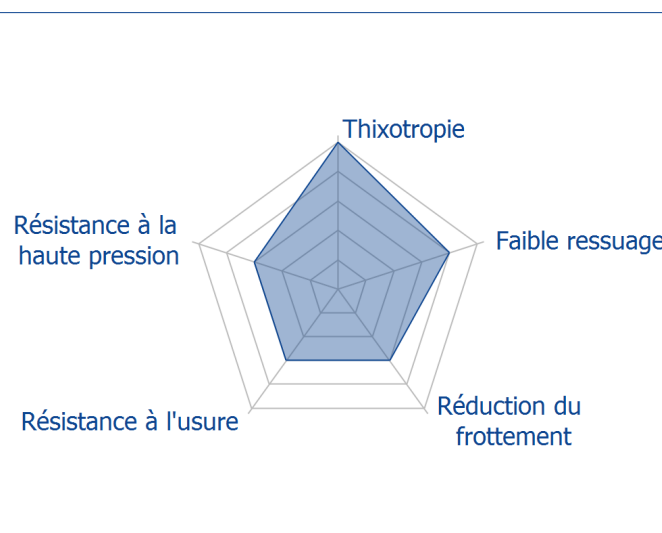 Thixotropie
Résistance à la
haute pression
Faible ressuage
Résistance à l'usure
Réduction du
frottement